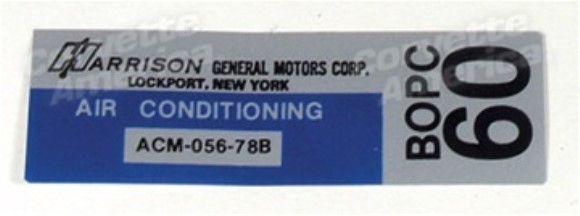 HARRISON GENERAL MOTORS CORP.
LOCKPORT, NEW YORK
AIR CONDITIONING
ACM-056-78B
BOPC
60
Corvette
America
Corvette
America